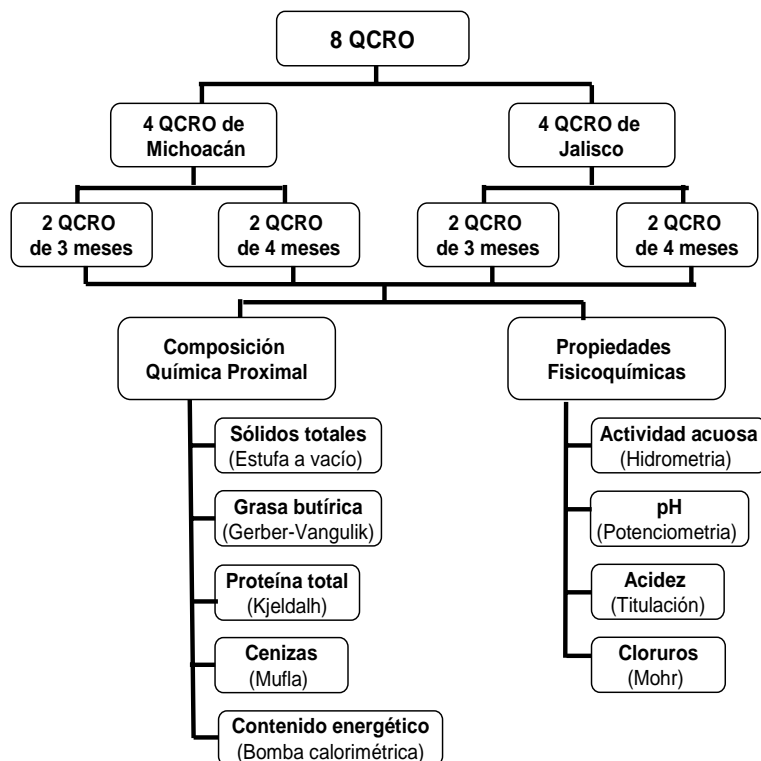 8 QCRO
4 QCRO de
Michoacán
4 QCRO de
Jalisco
2 QCRO
de 3 meses
2 QCRO
de 4 meses
2 QCRO
de 3 meses
2 QCRO
de 4 meses
Composición
Química Proximal
Sólidos totales
(Estufa a vacío)
Grasa butírica
(Gerber-Vangulik)
Proteína total
(Kjeldalh)
Cenizas
(Mufla)
Contenido energético
(Bomba calorimétrica)
Propiedades
Fisicoquímicas
Actividad acuosa
(Hidrometria)
pH
(Potenciometria)
Acidez
(Titulación)
Cloruros
(Mohr)